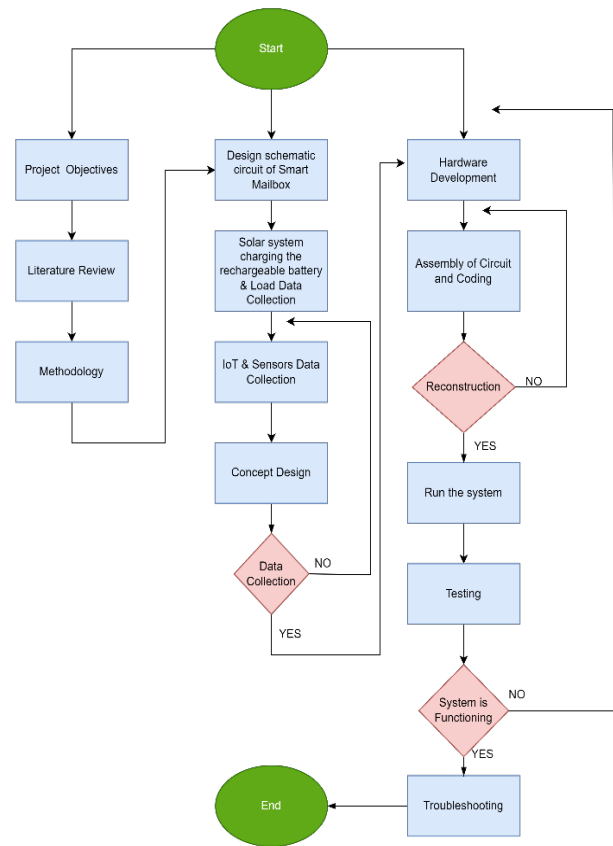 Start
Project Objectives
Literature Review
Methodology
Design schematic
circuit of Smart
Mailbox
Solar system
charging the
rechargeable battery
& Load Data
Collection
IoT & Sensors Data
Collection
Concept Design
Data
Collection
NO
YES
Hardware
Development
Assembly of Circuit
and Coding
Reconstruction
NO
YES
Run the system
Testing
System is
Functioning
NO
YES
Troubleshooting
End